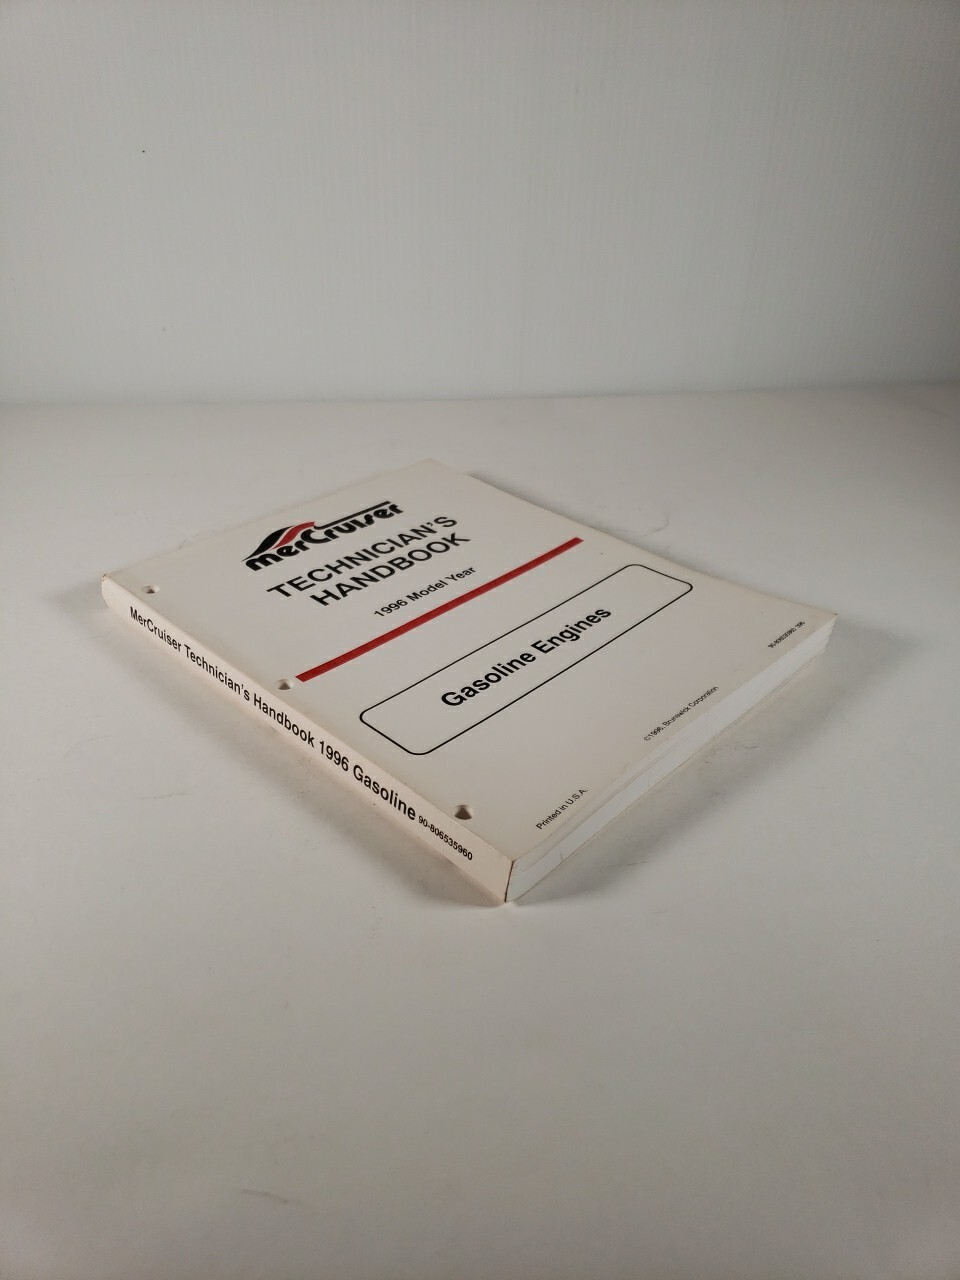 merCruiser
TECHNICIAN'S
HANDBOOK
1996 Model Year
Gasoline Engines
©1996, Brunswick Corporation
Printed in U.S.A.
MerCruiser Technician's Handbook 1996 Gasoline 90-806535960